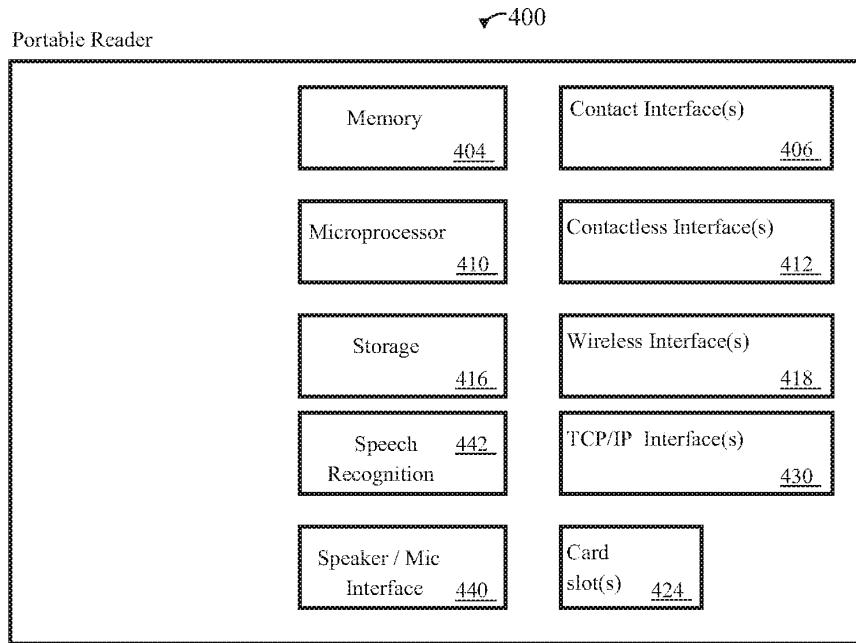 400
Portable Reader
Memory
404
Contact Interface(s)
406
Microprocessor
410
Contactless Interface(s)
412
Storage
416
Wireless Interface(s)
418
Speech
Recognition
442
TCP/IP Interface(s)
430
Speaker / Mic
Interface
440
Card
slot(s)
424